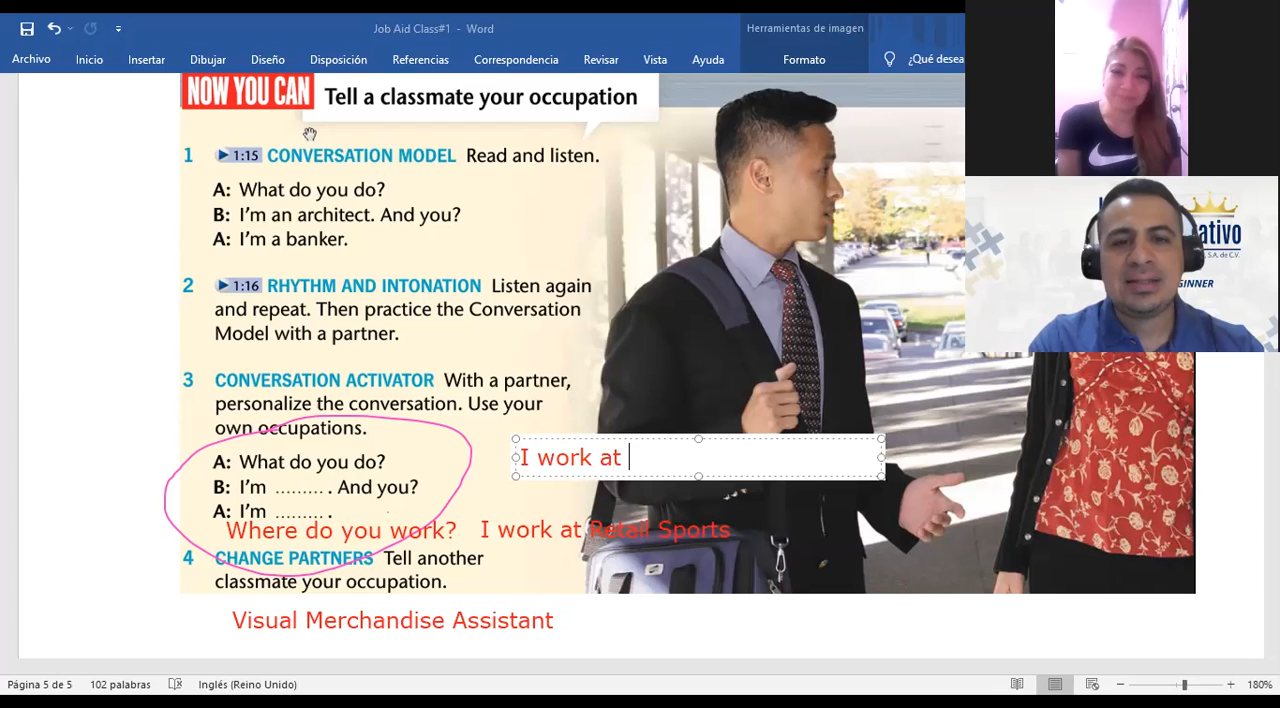 Job Aid Class#1 - Word
Herramientas de imagen
Archivo Inicio Insertar Dibujar Diseño Disposición Referencias Correspondencia Revisar Vista Ayuda Formato ¿Qué desea
NOW YOU CAN Tell a classmate your occupation
1 1:15 CONVERSATION MODEL Read and listen.
A: What do you do?
B: I'm an architect. And you?
A: I'm a banker.
2 1:16 RHYTHM AND INTONATION Listen again
and repeat. Then practice the Conversation
Model with a partner.
3 CONVERSATION ACTIVATOR With a partner,
personalize the conversation. Use your
own occupations.
A: What do you do?
B: I'm ......... . And you?
A: I'm ......... .
I work at
Where do you work? I work at Retail Sports
4 CHANGE PARTNERS Tell another
classmate your occupation.
Visual Merchandise Assistant
ativo
, S.A. de C.V.
GINNER
Página 5 de 5 102 palabras Inglés (Reino Unido) 180%